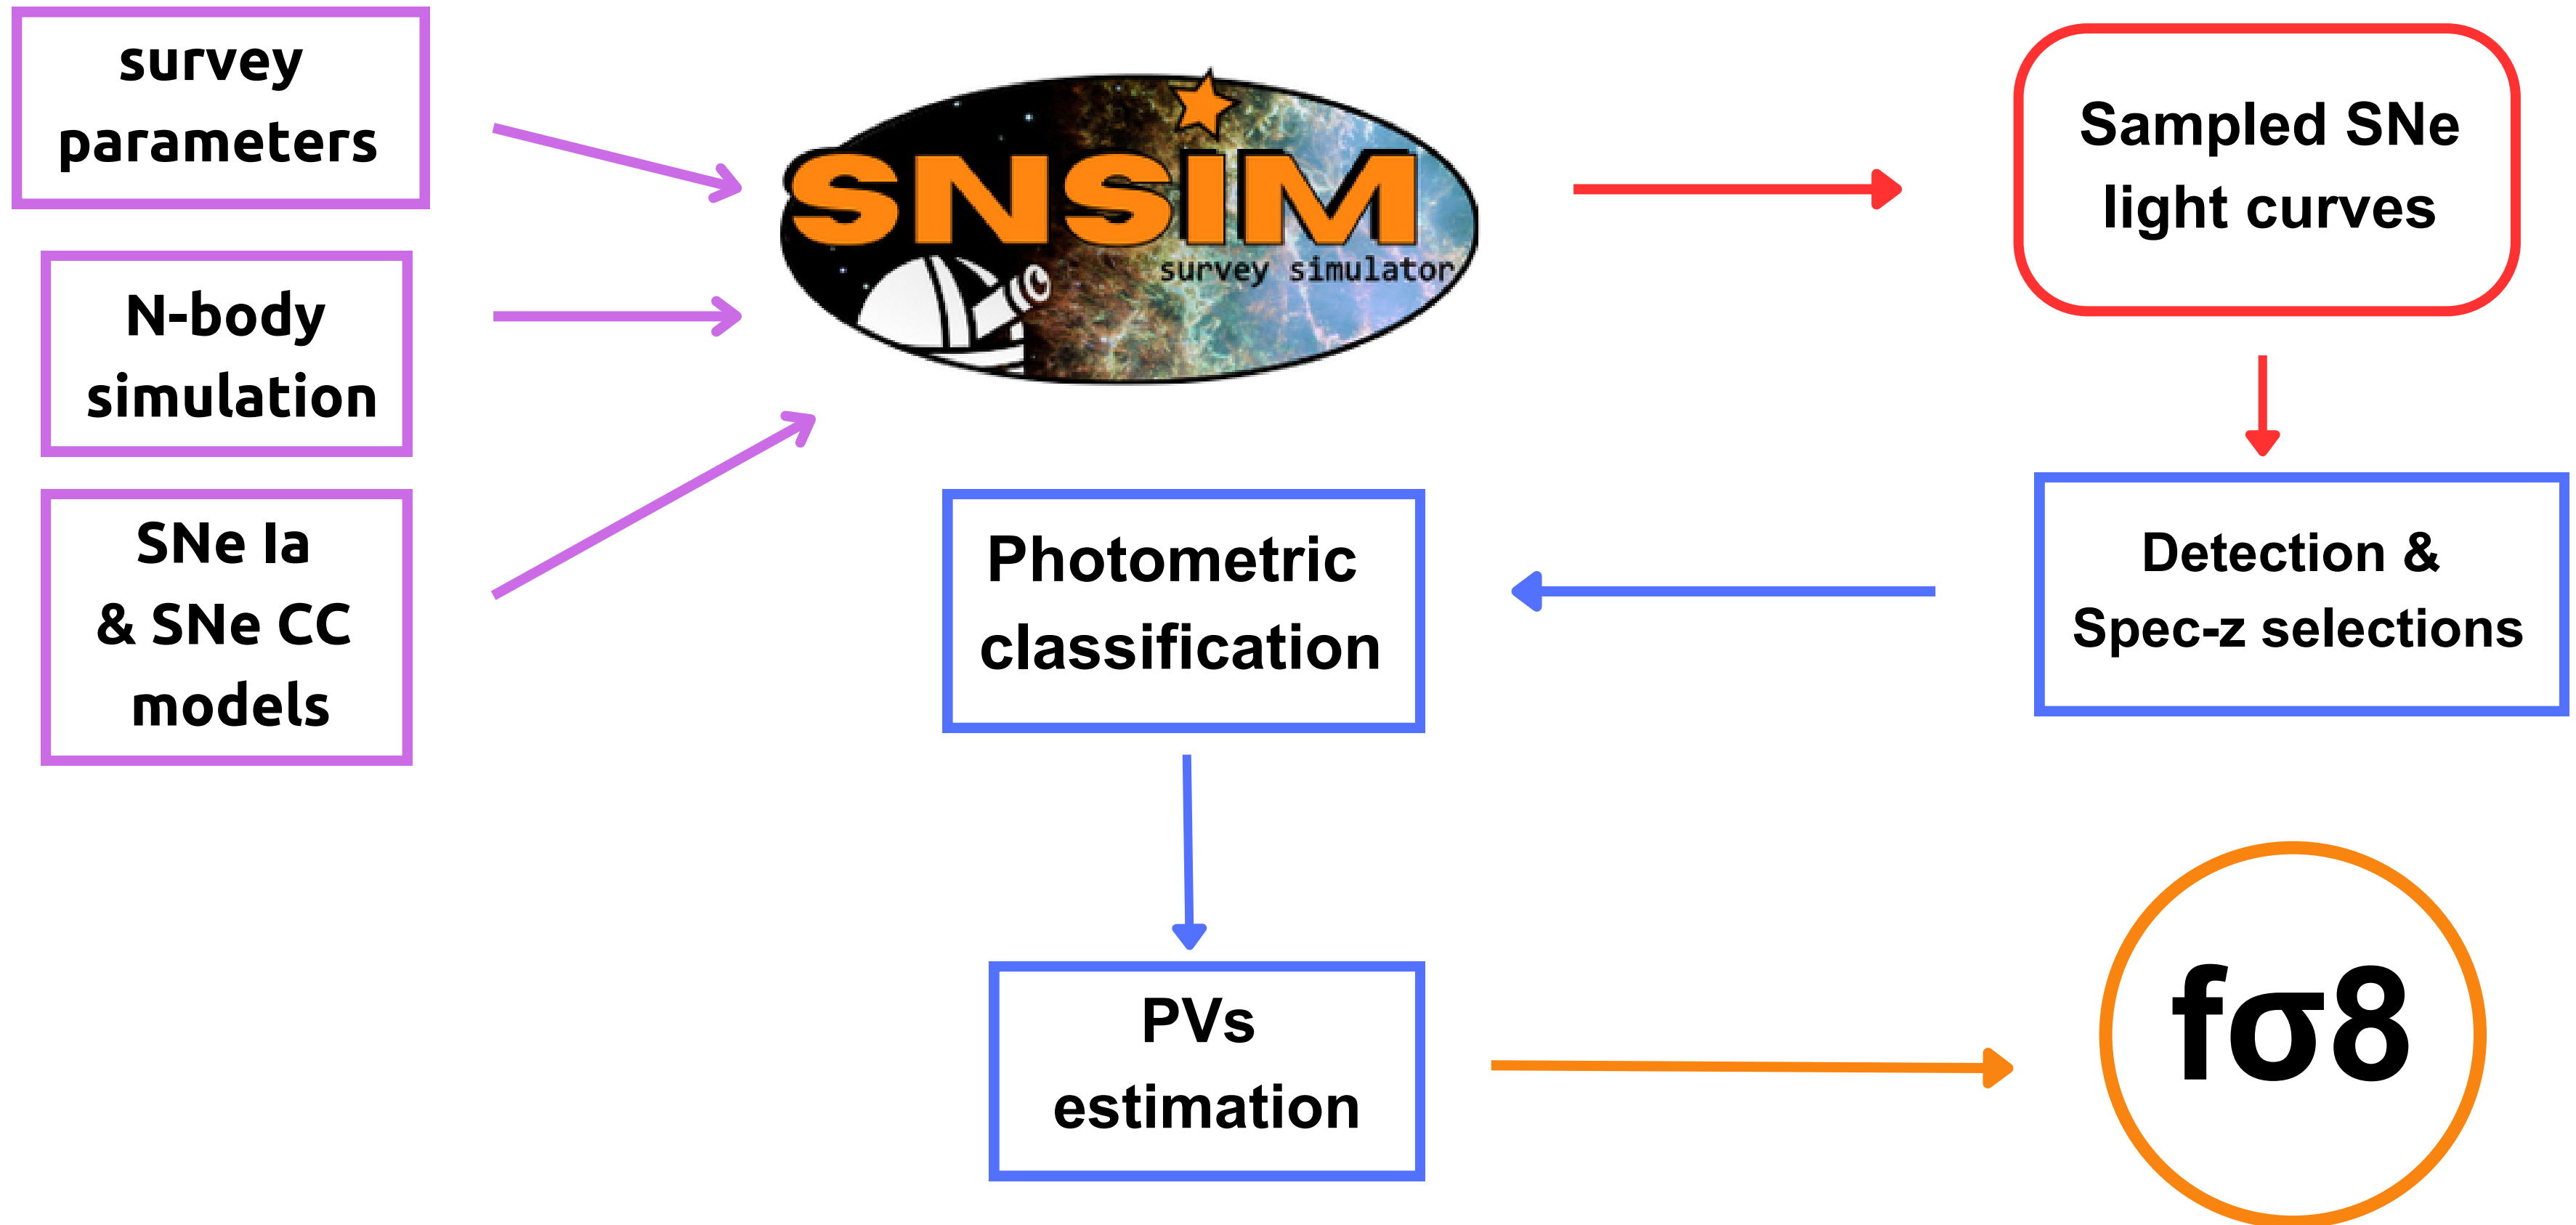 survey
parameters
N-body
simulation
SNe Ia
& SNe CC
models
SNSIM
survey simulator
Sampled SNe
light curves
Detection &
Spec-z selections
Photometric
classification
PVs
estimation
fσ8